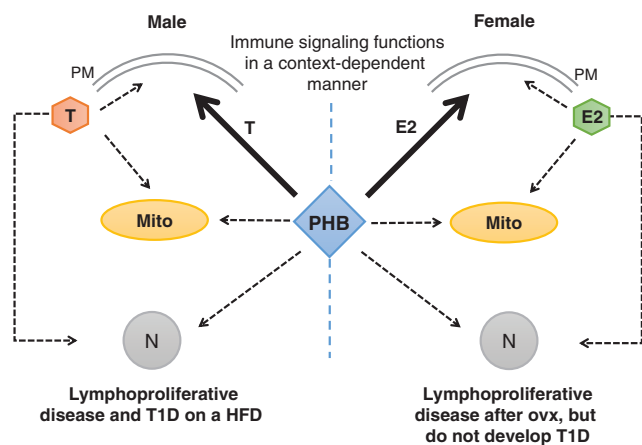 Male
Female
Immune signaling functions
in a context-dependent
manner
PM
PM
T
T
E2
E2
Mito
PHB
Mito
N
N
Lymphoproliferative
disease and T1D on a HFD
Lymphoproliferative
disease after ovx, but
do not develop T1D